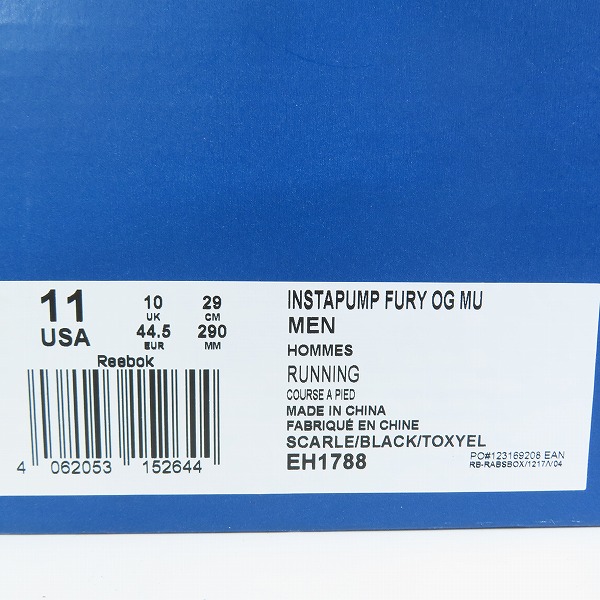 11
USA
10
UK
44.5
EUR
29
CM
290
MM
Reebok
4 062053 152644
INSTAPUMP FURY OG MU
MEN
HOMMES
RUNNING
COURSE A PIED
MADE IN CHINA
FABRIQUÉ EN CHINE
SCARLE/BLACK/TOXYEL
EH1788
PO#123169208 EAN
RB-RABSBOX/1217/V04